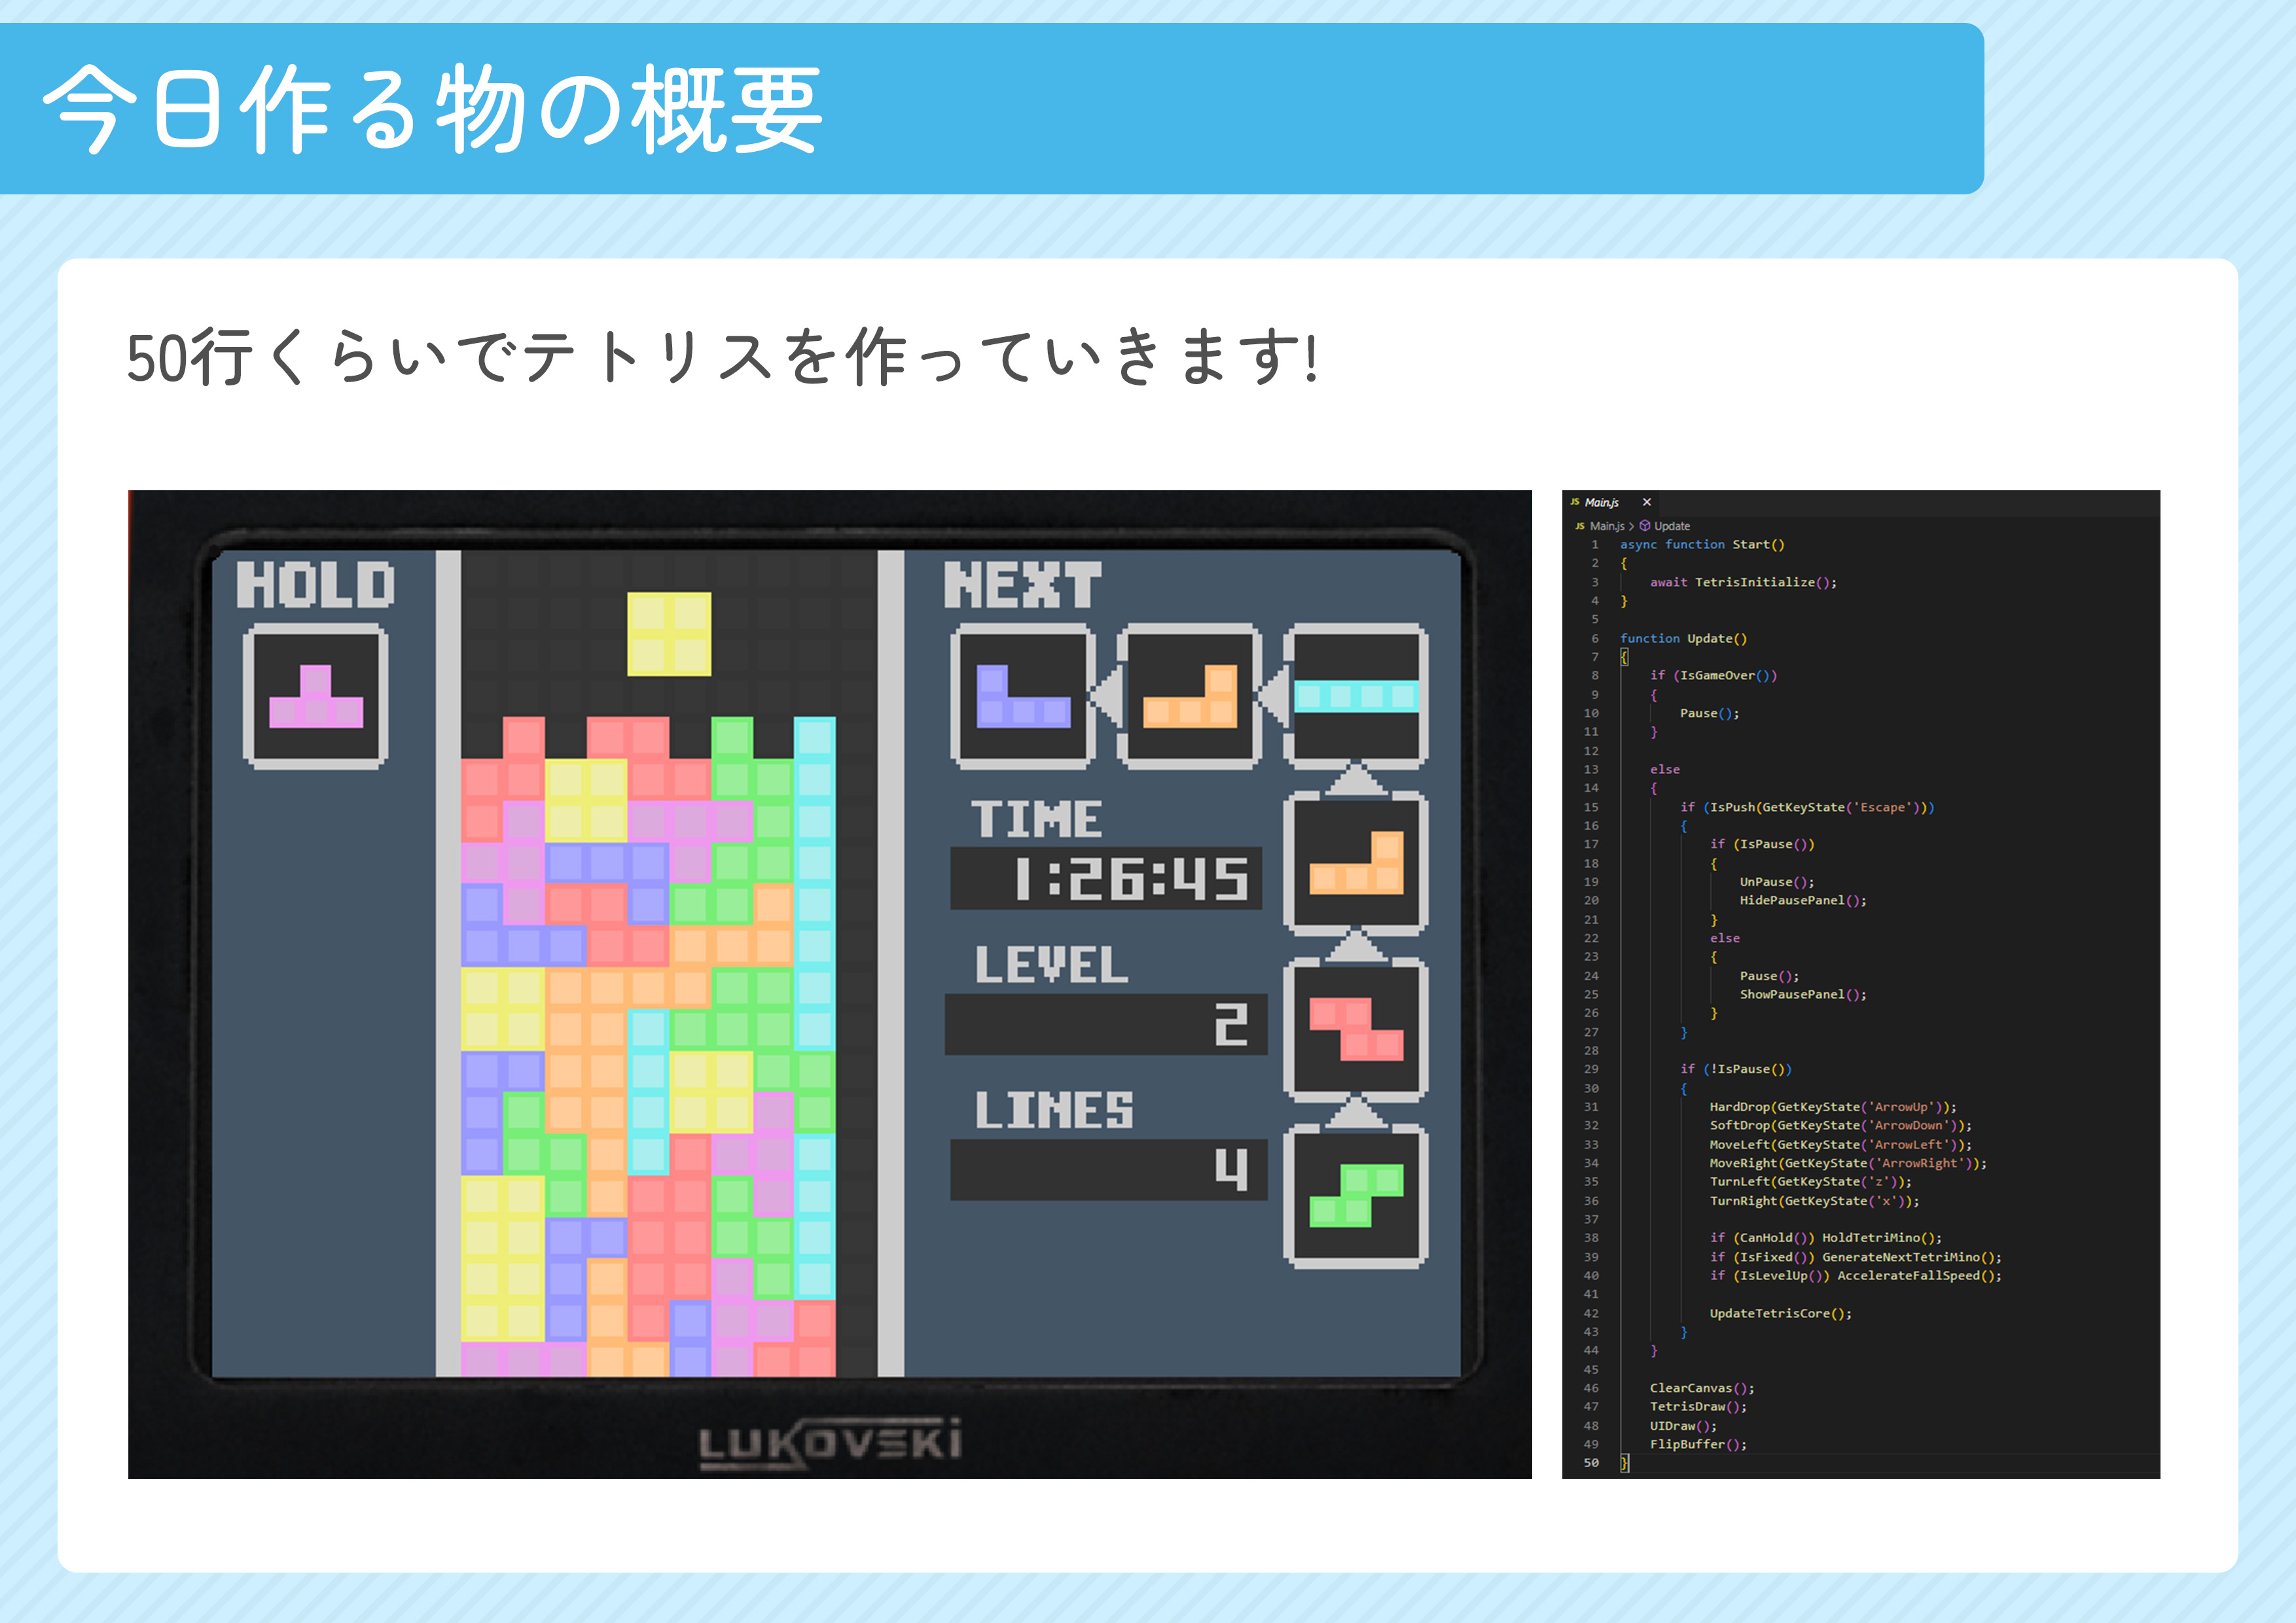 今日作る物の概要
50行くらいでテトリスを作っていきます!
HOLD
NEXT
TIME
1:26:45
LEVEL
2
LINES
4
LUKOVSKi
JS Main.js ×
JS Main.js > Update
1 async function Start()
2 {
3 await TetrisInitialize();
4 }
5
6 function Update()
7 {
8 if (IsGameOver())
9 {
10 Pause();
11 }
12
13 else
14 {
15 if (IsPush(GetKeyState('Escape')))
16 {
17 if (IsPause())
18 {
19 UnPause();
20 HidePausePanel();
21 }
22 else
23 {
24 Pause();
25 ShowPausePanel();
26 }
27 }
28
29 if (!IsPause())
30 {
31 HardDrop(GetKeyState('ArrowUp'));
32 SoftDrop(GetKeyState('ArrowDown'));
33 MoveLeft(GetKeyState('ArrowLeft'));
34 MoveRight(GetKeyState('ArrowRight'));
35 TurnLeft(GetKeyState('z'));
36 TurnRight(GetKeyState('x'));
37
38 if (CanHold()) HoldTetriMino();
39 if (IsFixed()) GenerateNextTetriMino();
40 if (IsLevelUp()) AccelerateFallSpeed();
41
42 UpdateTetrisCore();
43 }
44 }
45
46 ClearCanvas();
47 TetrisDraw();
48 UIDraw();
49 FlipBuffer();
50 }